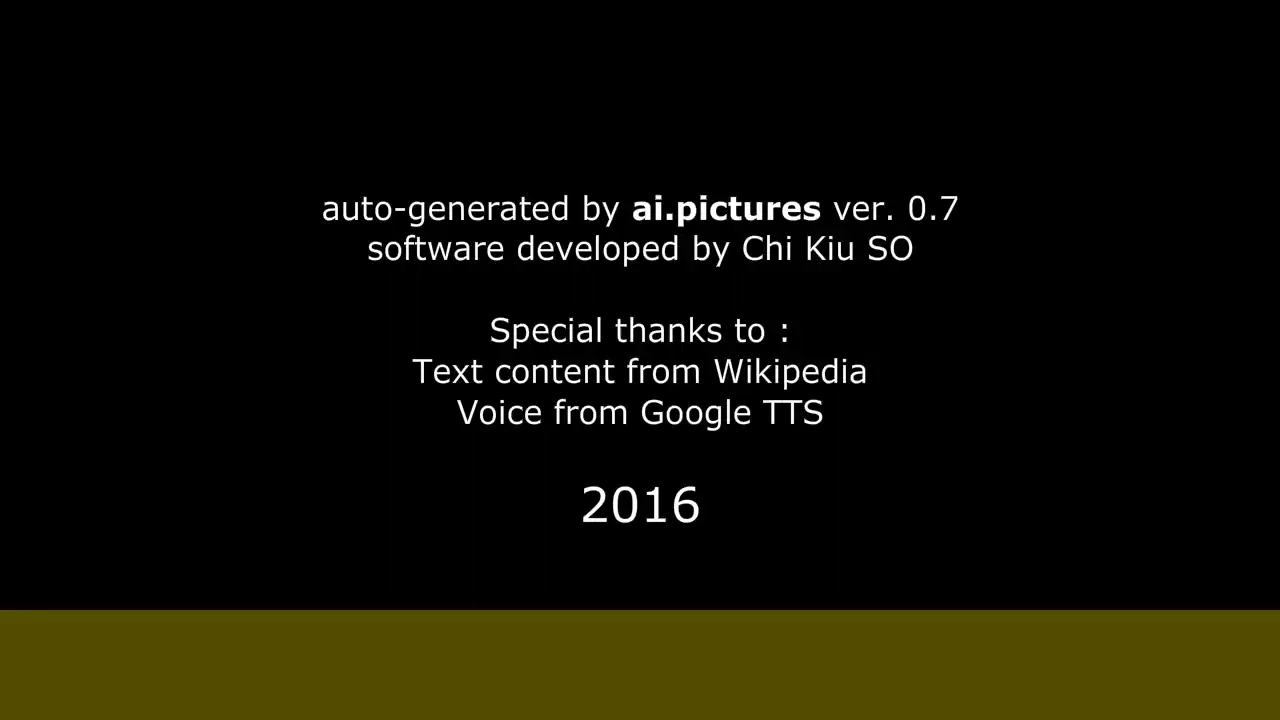 auto-generated by ai.pictures ver. 0.7
software developed by Chi Kiu SO
Special thanks to :
Text content from Wikipedia
Voice from Google TTS
2016